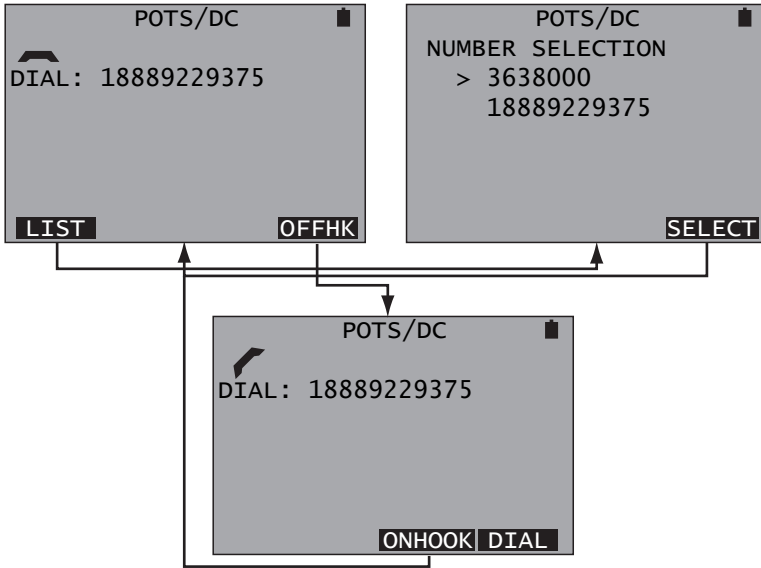 POTS/DC
DIAL: 18889229375
LIST OFFHK
POTS/DC
NUMBER SELECTION
> 3638000
18889229375
SELECT
POTS/DC
DIAL: 18889229375
ONHOOK DIAL